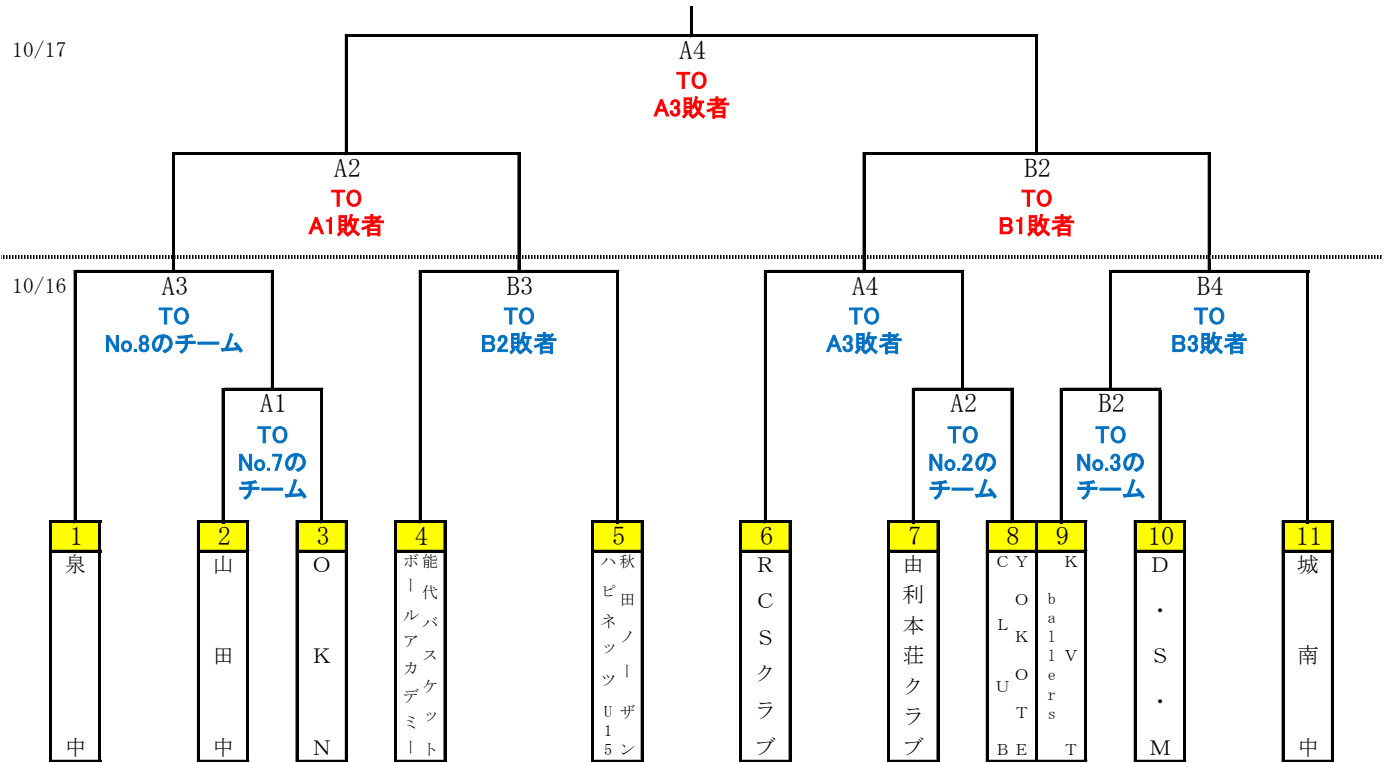 10/17
A4
TO
A3敗者
A2
TO
A1敗者
B2
TO
B1敗者
10/16
A3
TO
No.8のチーム
B3
TO
B2敗者
A4
TO
A3敗者
B4
TO
B3敗者
A1
TO
No.7の
チーム
A2
TO
No.2の
チーム
B2
TO
No.3の
チーム
1
泉中
2
山田中
3
OKN
4
能代バスケット
ボールアカデミー
5
秋田ノーザン
ハピネッツU15
6
RCSクラブ
7
由利本荘クラブ
8
YOKOTE
CLUB
9
KVT
ballers
10
D・S・M
11
城南中